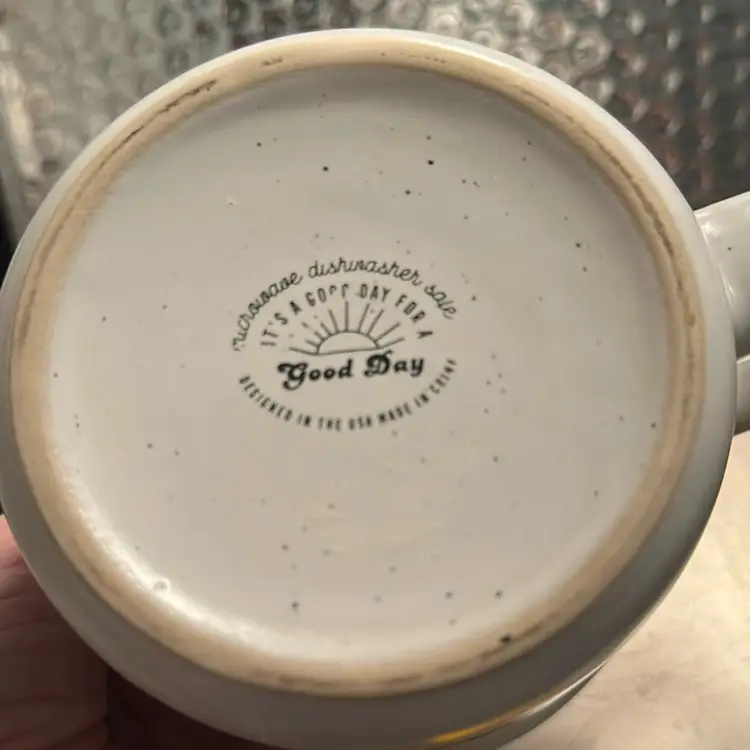 microwave dishwasher safe
IT'S A GOOD DAY FOR A
Good Day
DESIGNED IN THE USA MADE IN CHINA